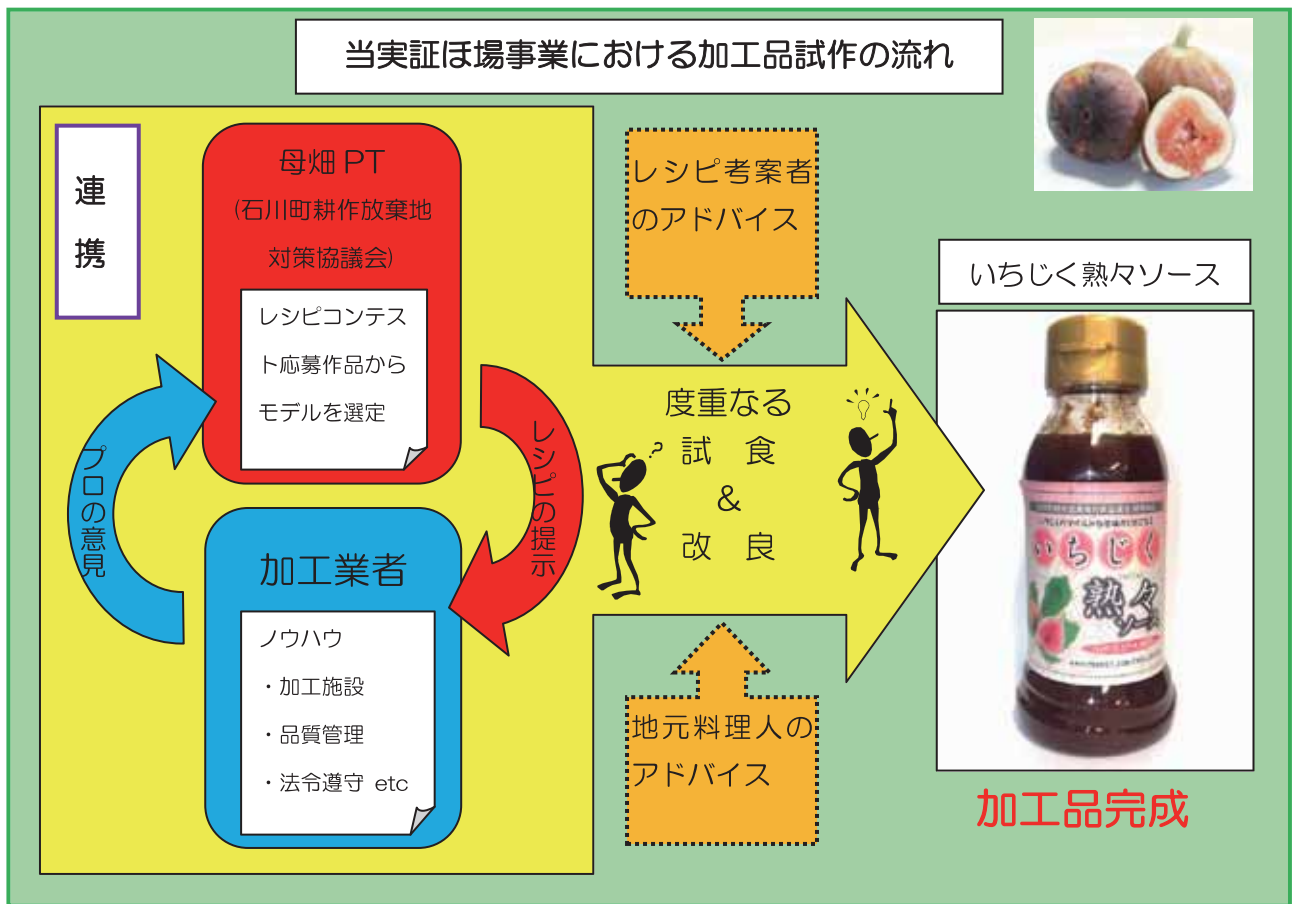 当実証ほ場事業における加工品試作の流れ
連
携
母畑 PT
(石川町耕作放棄地
対策協議会)
レシピコンテス
ト応募作品から
モデルを選定
プロの意見
レシピの提示
加工業者
ノウハウ
・加工施設
・品質管理
・法令遵守 etc
レシピ考案者
のアドバイス
度重なる
試 食
&
改 良
?
地元料理人の
アドバイス
いちじく熟々ソース
いちじく
熟々
ソース
加工品完成